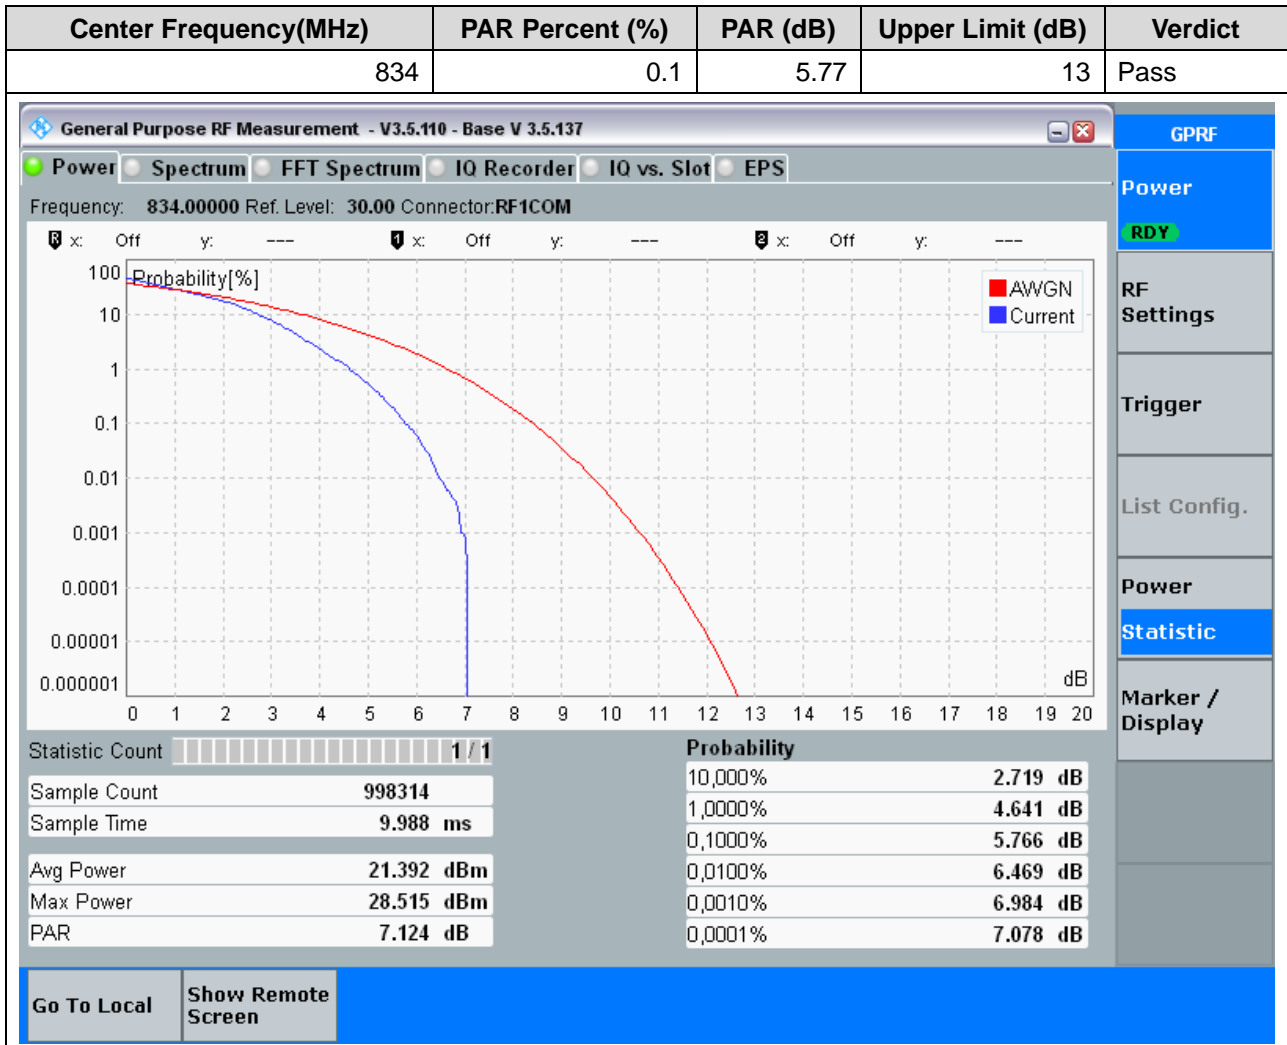 Center Frequency(MHz) PAR Percent (%) PAR (dB) Upper Limit (dB) Verdict
834 0.1 5.77 13 Pass
General Purpose RF Measurement - V3.5.110 - Base V 3.5.137
GPRF
Power Spectrum FFT Spectrum IQ Recorder IQ vs. Slot EPS
Power
RDY
Frequency: 834.00000 Ref. Level: 30.00 Connector:RF1COM
R x: Off y: --- 1 x: Off y: --- 2 x: Off y: ---
RF
Settings
Trigger
List Config.
Power
Statistic
Marker /
Display
Probability[%]
AWGN
Current
100
10
1
0.1
0.01
0.001
0.0001
0.00001
0.000001
dB
0 1 2 3 4 5 6 7 8 9 10 11 12 13 14 15 16 17 18 19 20
Statistic Count 1 / 1
Sample Count 998314
Sample Time 9.988 ms
Avg Power 21.392 dBm
Max Power 28.515 dBm
PAR 7.124 dB
Probability
10,000% 2.719 dB
1,0000% 4.641 dB
0,1000% 5.766 dB
0,0100% 6.469 dB
0,0010% 6.984 dB
0,0001% 7.078 dB
Go To Local
Show Remote
Screen